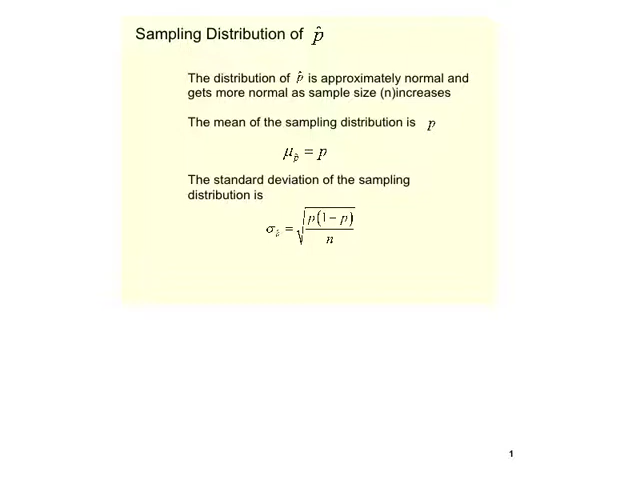 Sampling Distribution of p̂
The distribution of p̂ is approximately normal and
gets more normal as sample size (n)increases
The mean of the sampling distribution is p
μ_p̂ = p
The standard deviation of the sampling
distribution is
σ_p̂ = √(p(1 − p)/n)
1